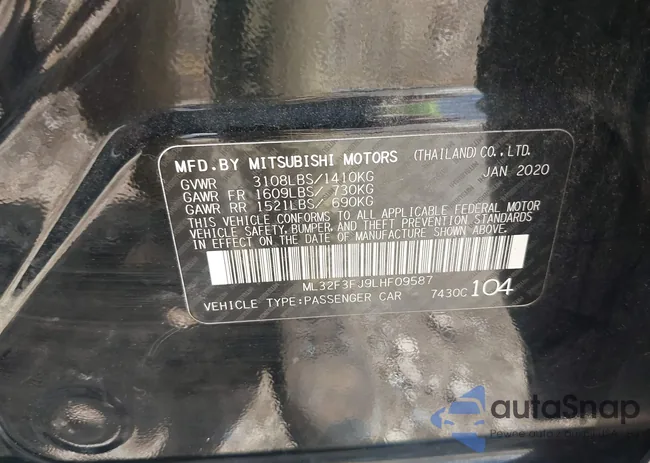 MFD.BY MITSUBISHI MOTORS (THAILAND)CO.,LTD.
GVWR 3108LBS/1410KG JAN 2020
GAWR FR 1609LBS/ 730KG
GAWR RR 1521LBS/ 690KG
THIS VEHICLE CONFORMS TO ALL APPLICABLE FEDERAL MOTOR
VEHICLE SAFETY, BUMPER, AND THEFT PREVENTION STANDARDS
IN EFFECT ON THE DATE OF MANUFACTURE SHOWN ABOVE.
ML32F3FJ9LHF09587
VEHICLE TYPE:PASSENGER CAR 7430C104
autoSnap